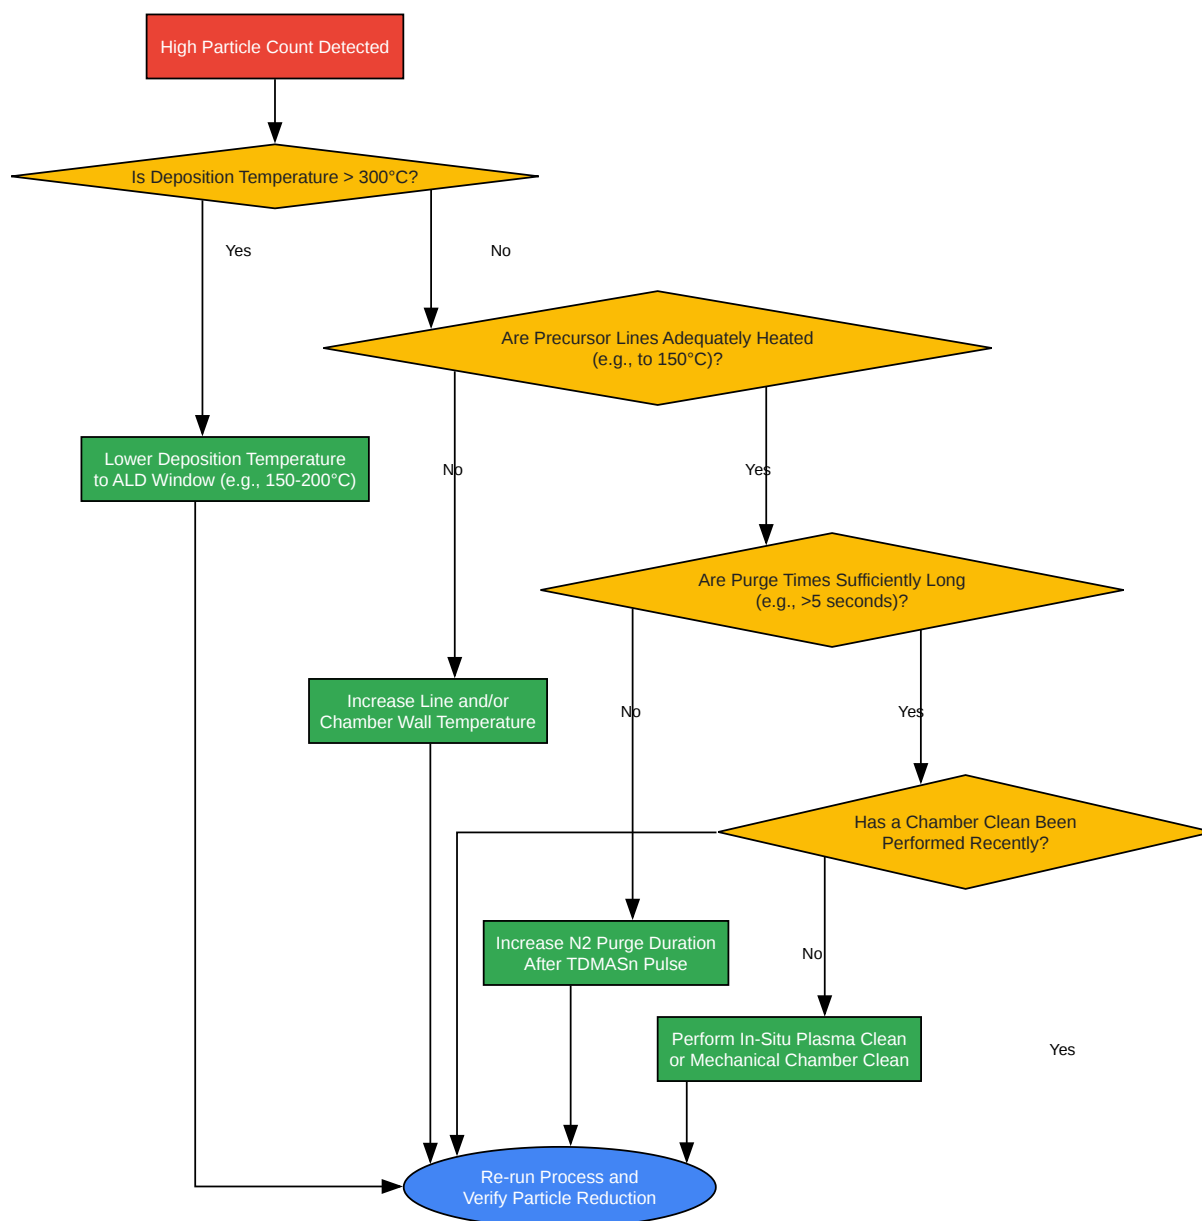 High Particle Count Detected
Is Deposition Temperature > 300°C?
Yes
No
Are Precursor Lines Adequately Heated
(e.g., to 150°C)?
Lower Deposition Temperature
to ALD Window (e.g., 150-200°C)
No
Yes
Are Purge Times Sufficiently Long
(e.g., >5 seconds)?
Increase Line and/or
Chamber Wall Temperature
No
Yes
Has a Chamber Clean Been
Performed Recently?
Increase N2 Purge Duration
After TDMASn Pulse
No
Perform In-Situ Plasma Clean
or Mechanical Chamber Clean
Yes
Re-run Process and
Verify Particle Reduction